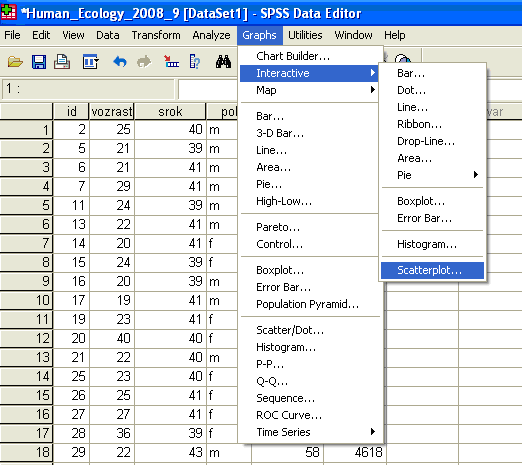 *Human_Ecology_2008_9 [DataSet1] - SPSS Data Editor
File Edit View Data Transform Analyze Graphs Utilities Window Help
1 :
Chart Builder...
Interactive
Map
Bar...
3-D Bar...
Line...
Area...
Pie...
High-Low...
Pareto...
Control...
Boxplot...
Error Bar...
Population Pyramid...
Scatter/Dot...
Histogram...
P-P...
Q-Q...
Sequence...
ROC Curve...
Time Series
Bar...
Dot...
Line...
Ribbon...
Drop-Line...
Area...
Pie
Boxplot...
Error Bar...
Histogram...
Scatterplot...
id vozrast srok pol var
1 2 25 40 m
2 5 21 39 m
3 6 21 41 m
4 7 29 41 m
5 11 24 39 m
6 13 22 41 m
7 14 20 41 f
8 15 24 39 f
9 16 20 39 m
10 17 19 41 m
11 19 23 41 f
12 20 40 40 f
13 21 22 40 m
14 25 23 40 f
15 26 25 41 f
16 27 27 41 f
17 28 36 39 f
18 29 22 43 m 58 4618